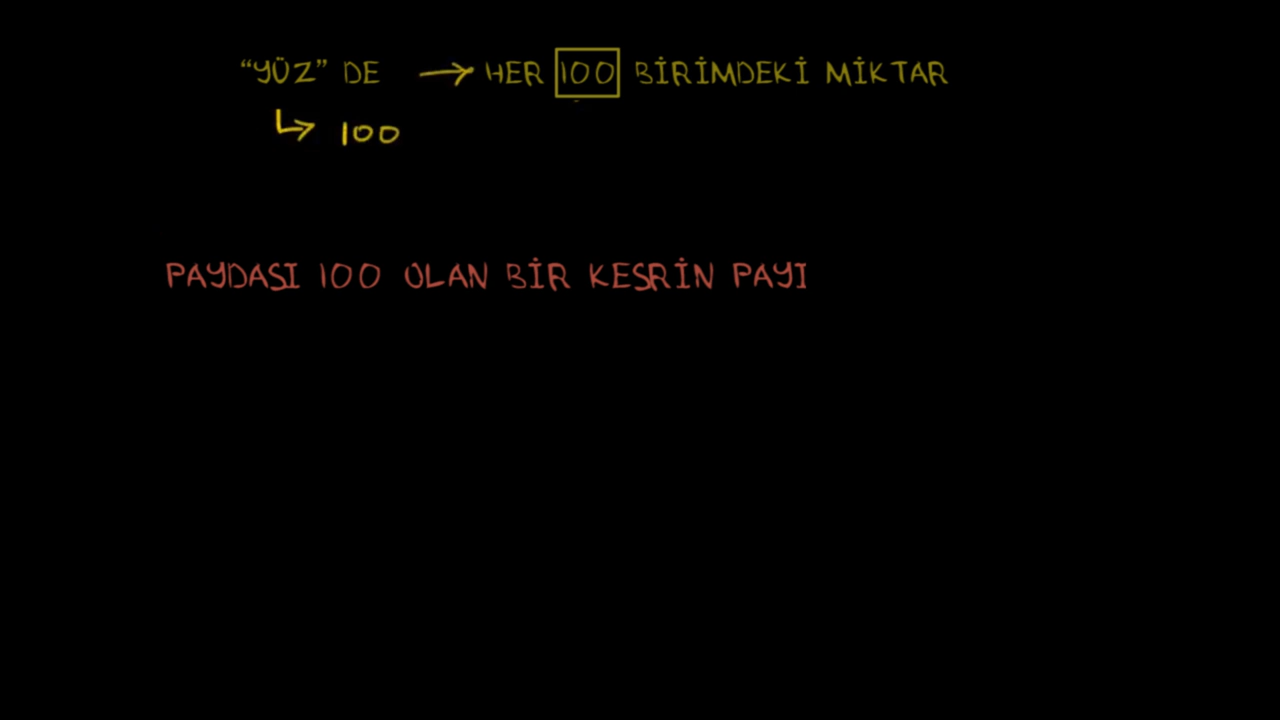 “YÜZ” DE → HER 100 BİRİMDEKİ MİKTAR
↳ 100
PAYDASI 100 OLAN BİR KESRİN PAYI